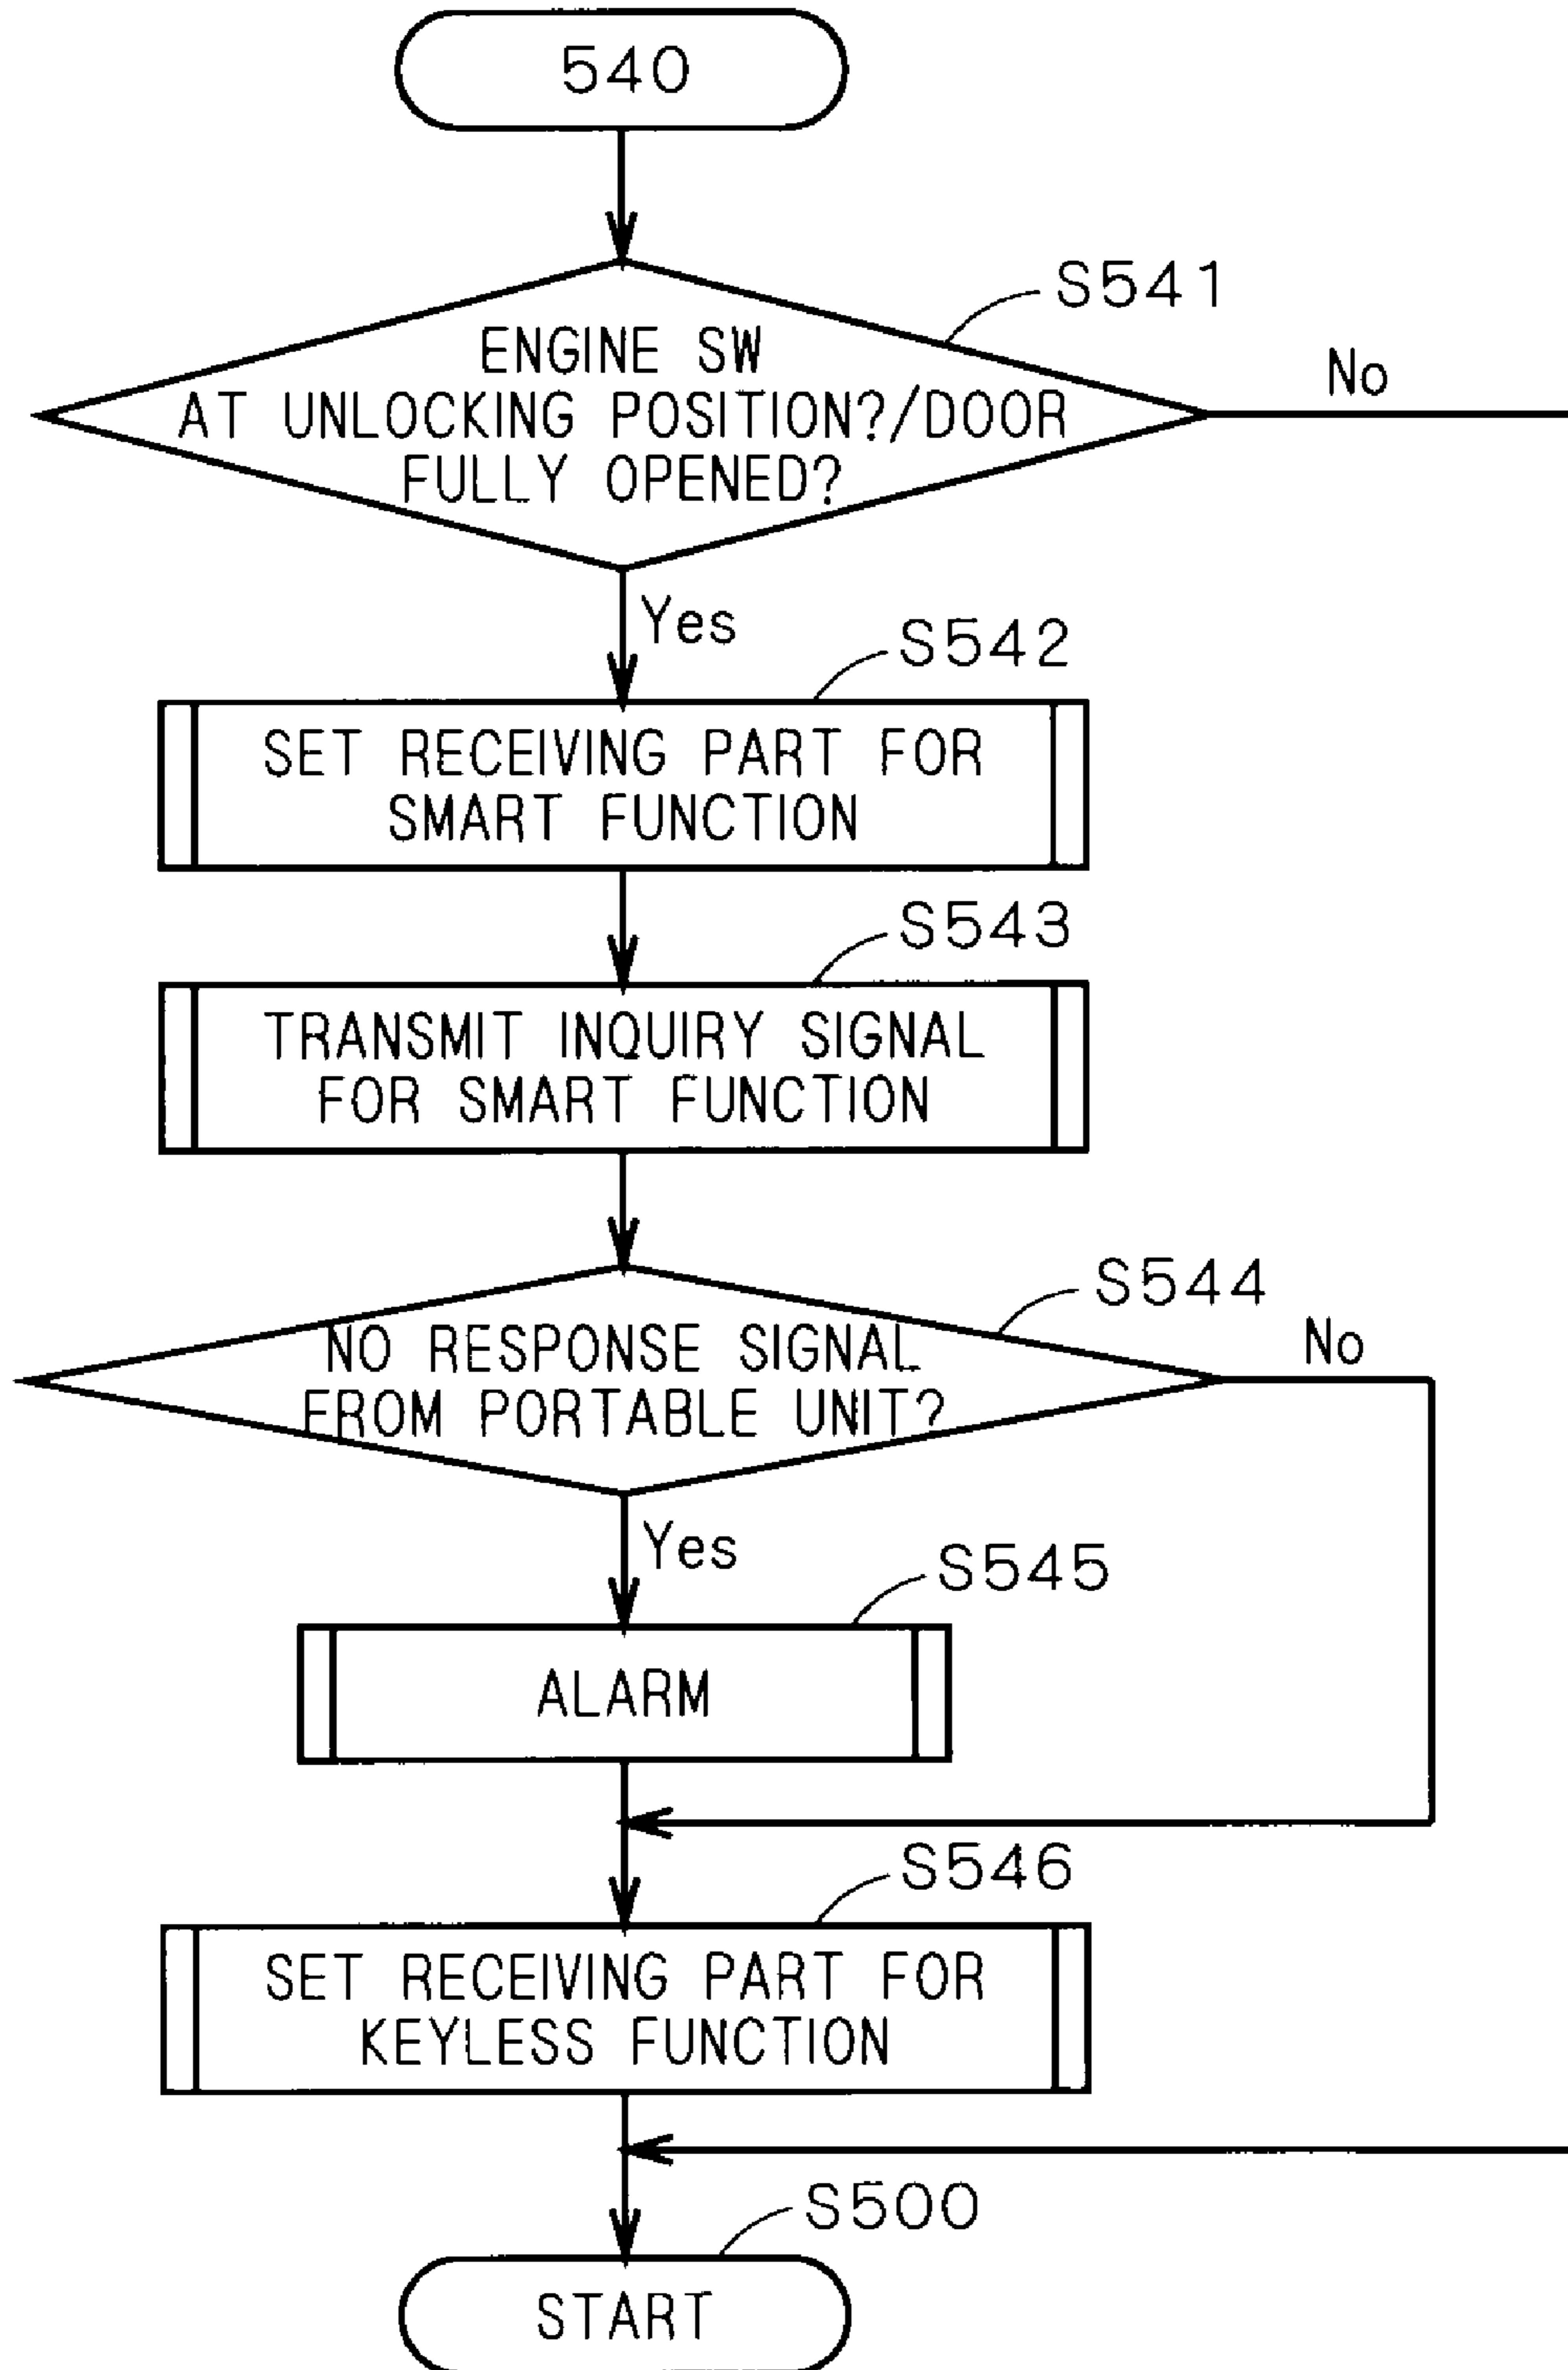 540
S541
ENGINE SW
AT UNLOCKING POSITION?/DOOR
FULLY OPENED?
No
Yes
S542
SET RECEIVING PART FOR
SMART FUNCTION
S543
TRANSMIT INQUIRY SIGNAL
FOR SMART FUNCTION
S544
NO RESPONSE SIGNAL
FROM PORTABLE UNIT?
No
Yes
S545
ALARM
S546
SET RECEIVING PART FOR
KEYLESS FUNCTION
S500
START